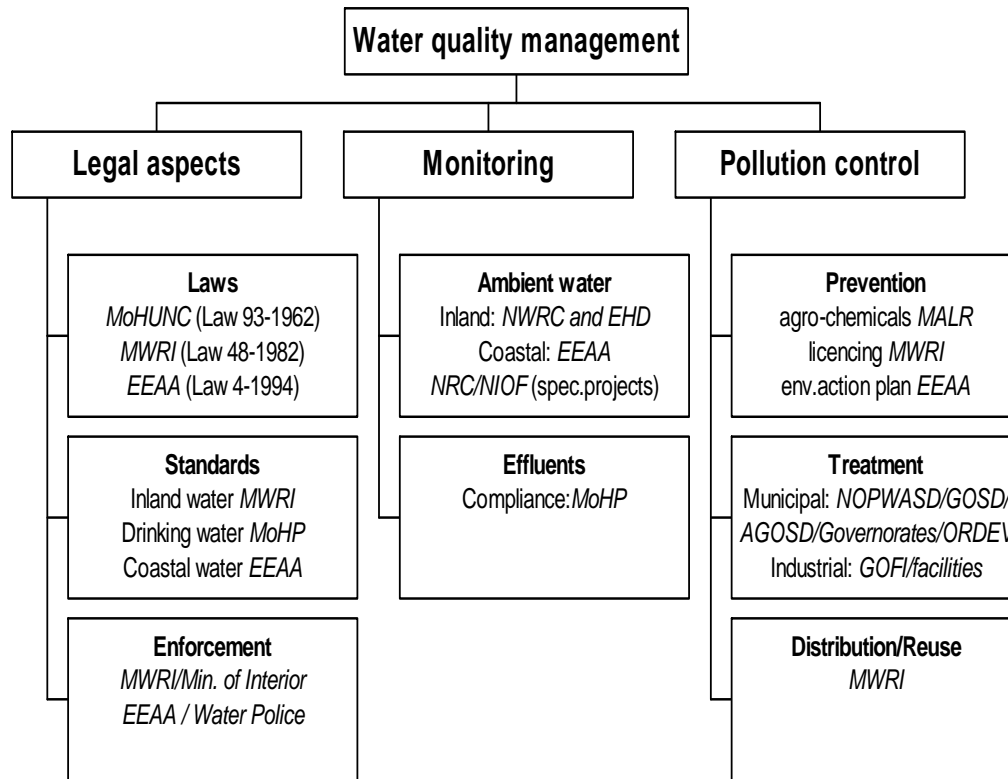 Water quality management
Legal aspects
Laws
MoHUNC (Law 93-1962)
MWRI (Law 48-1982)
EEAA (Law 4-1994)
Standards
Inland water MWRI
Drinking water MoHP
Coastal water EEAA
Enforcement
MWRI/Min. of Interior
EEAA / Water Police
Monitoring
Ambient water
Inland: NWRC and EHD
Coastal: EEAA
NRC/NIOF (spec.projects)
Effluents
Compliance:MoHP
Pollution control
Prevention
agro-chemicals MALR
licencing MWRI
env.action plan EEAA
Treatment
Municipal: NOPWASD/GOSD/
AGOSD/Governorates/ORDEV
Industrial: GOFI/facilities
Distribution/Reuse
MWRI